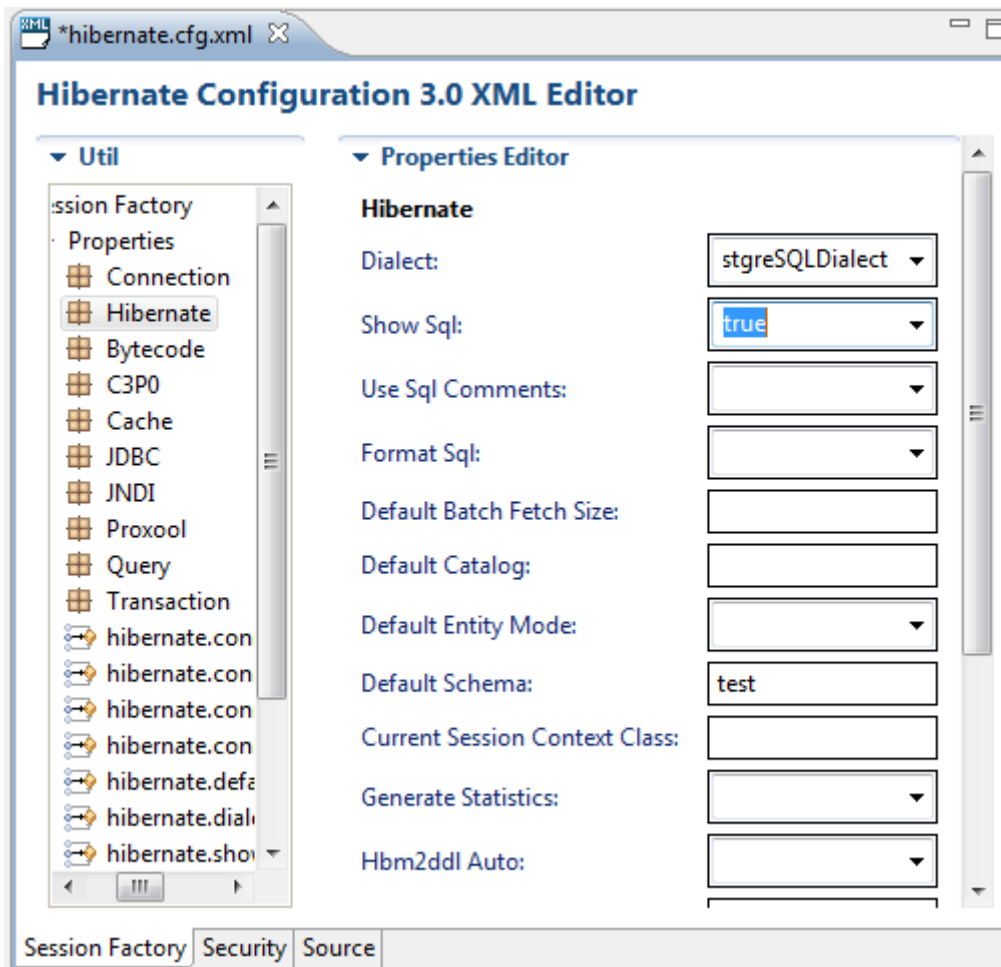 XML
*hibernate.cfg.xml
Hibernate Configuration 3.0 XML Editor
Util
ssion Factory
Properties
Connection
Hibernate
Bytecode
C3P0
Cache
JDBC
JNDI
Proxool
Query
Transaction
hibernate.con
hibernate.con
hibernate.con
hibernate.con
hibernate.defa
hibernate.diale
hibernate.show
Properties Editor
Hibernate
Dialect: stgreSQLDialect
Show Sql: true
Use Sql Comments:
Format Sql:
Default Batch Fetch Size:
Default Catalog:
Default Entity Mode:
Default Schema: test
Current Session Context Class:
Generate Statistics:
Hbm2ddl Auto:
Session Factory Security Source